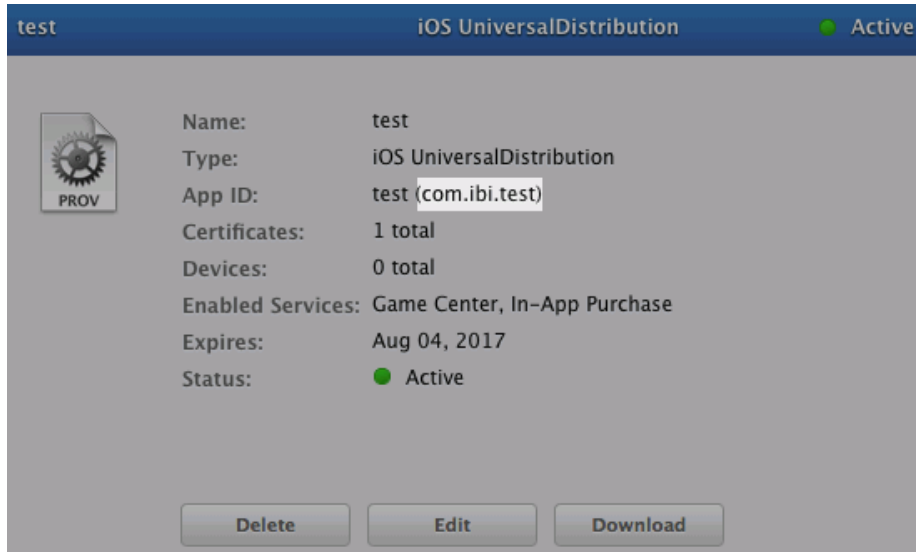 test iOS UniversalDistribution Active
PROV
Name: test
Type: iOS UniversalDistribution
App ID: test (com.ibi.test)
Certificates: 1 total
Devices: 0 total
Enabled Services: Game Center, In-App Purchase
Expires: Aug 04, 2017
Status: Active
Delete Edit Download